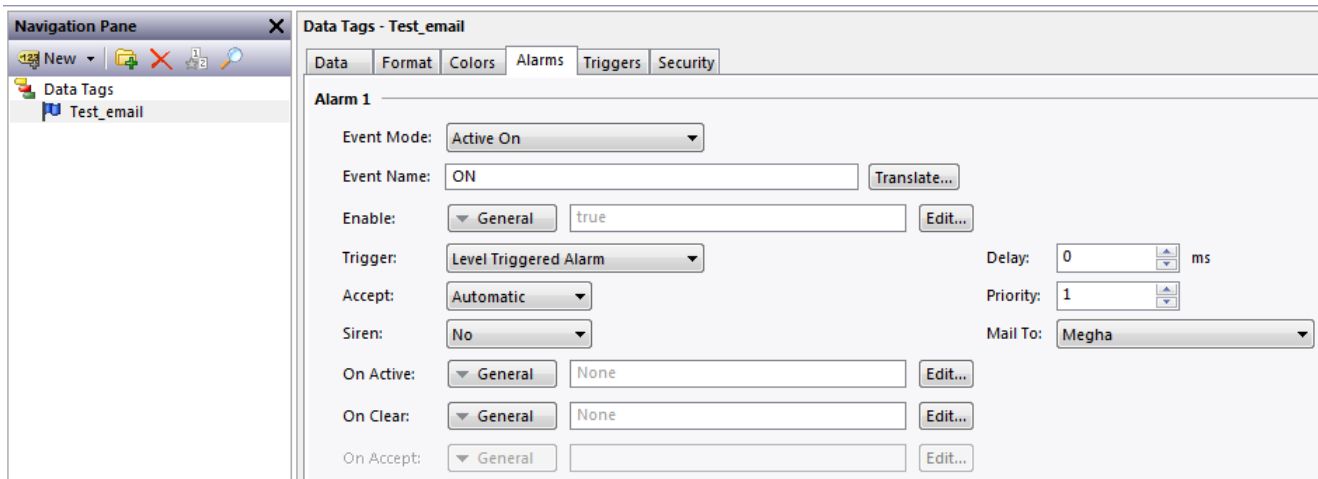 Navigation Pane
New
Data Tags
Test_email
Data Tags - Test_email
Data Format Colors Alarms Triggers Security
Alarm 1
Event Mode: Active On
Event Name: ON Translate...
Enable: General true Edit...
Trigger: Level Triggered Alarm Delay: 0 ms
Accept: Automatic Priority: 1
Siren: No Mail To: Megha
On Active: General None Edit...
On Clear: General None Edit...
On Accept: General Edit...